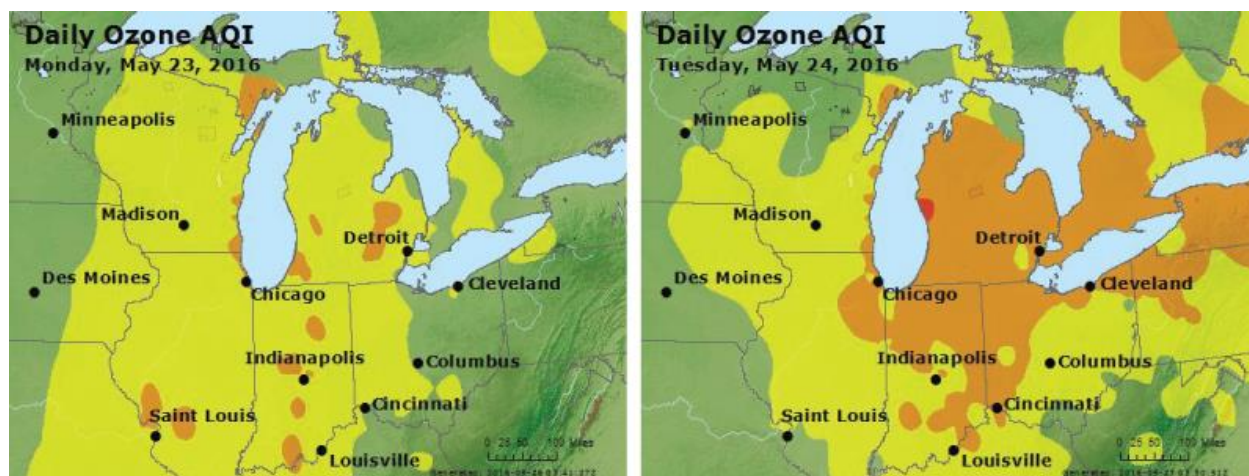 Daily Ozone AQI
Monday, May 23, 2016
Minneapolis
Madison
Detroit
Des Moines
Chicago
Cleveland
Indianapolis
Columbus
Saint Louis
Cincinnati
Louisville
0 25 50 100 Miles
Daily Ozone AQI
Tuesday, May 24, 2016
Minneapolis
Madison
Detroit
Des Moines
Chicago
Cleveland
Indianapolis
Columbus
Saint Louis
Cincinnati
Louisville
0 25 50 100 Miles